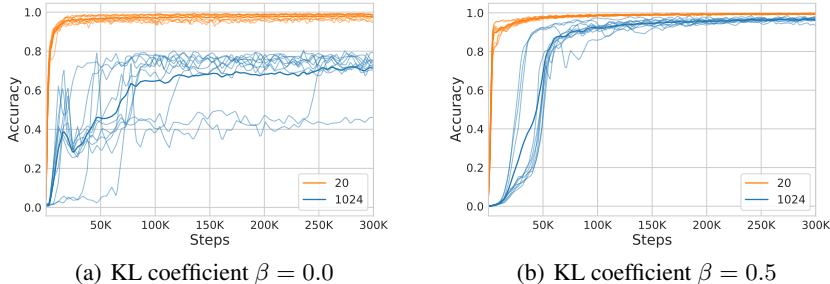 1.0
0.8
0.6
0.4
0.2
0.0
Accuracy
50K 100K 150K 200K 250K 300K
Steps
20
1024
(a) KL coefficient β = 0.0
1.0
0.8
0.6
0.4
0.2
0.0
Accuracy
50K 100K 150K 200K 250K 300K
Steps
20
1024
(b) KL coefficient β = 0.5